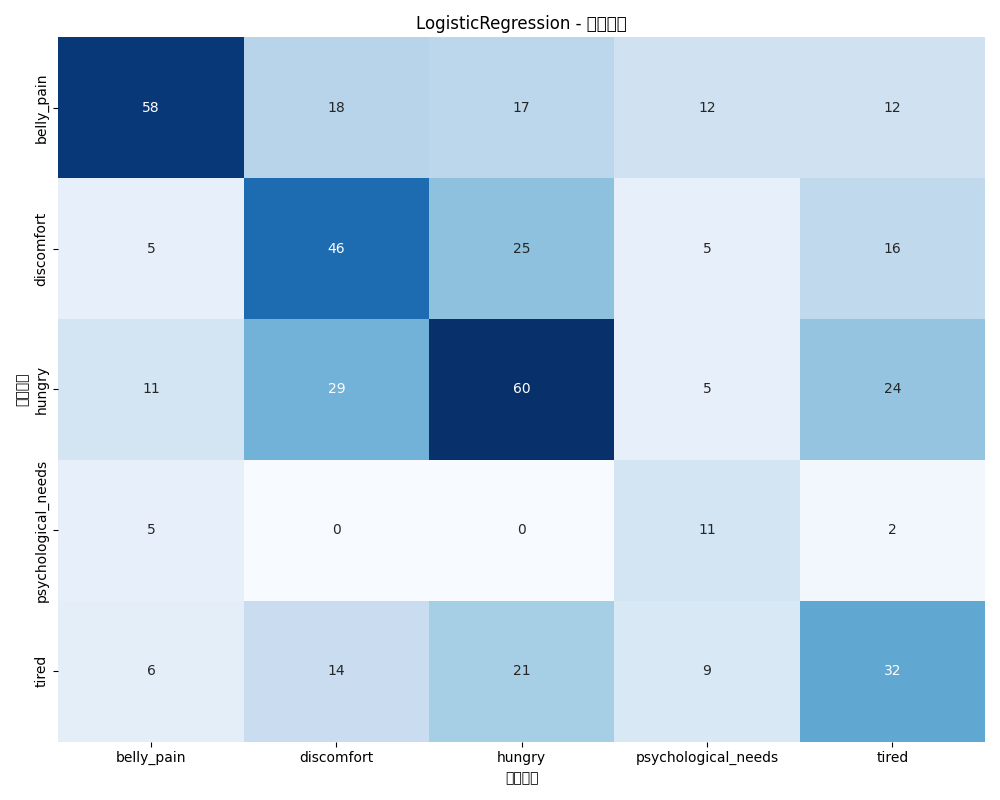 LogisticRegression -
belly_pain
58 18 17 12 12
discomfort
5 46 25 5 16
hungry
11 29 60 5 24
psychological_needs
5 0 0 11 2
tired
6 14 21 9 32
belly_pain discomfort hungry psychological_needs tired